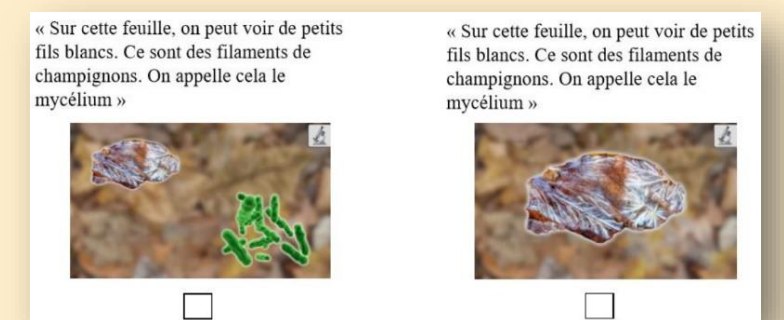 « Sur cette feuille, on peut voir de petits
fils blancs. Ce sont des filaments de
champignons. On appelle cela le
mycélium »
« Sur cette feuille, on peut voir de petits
fils blancs. Ce sont des filaments de
champignons. On appelle cela le
mycélium »